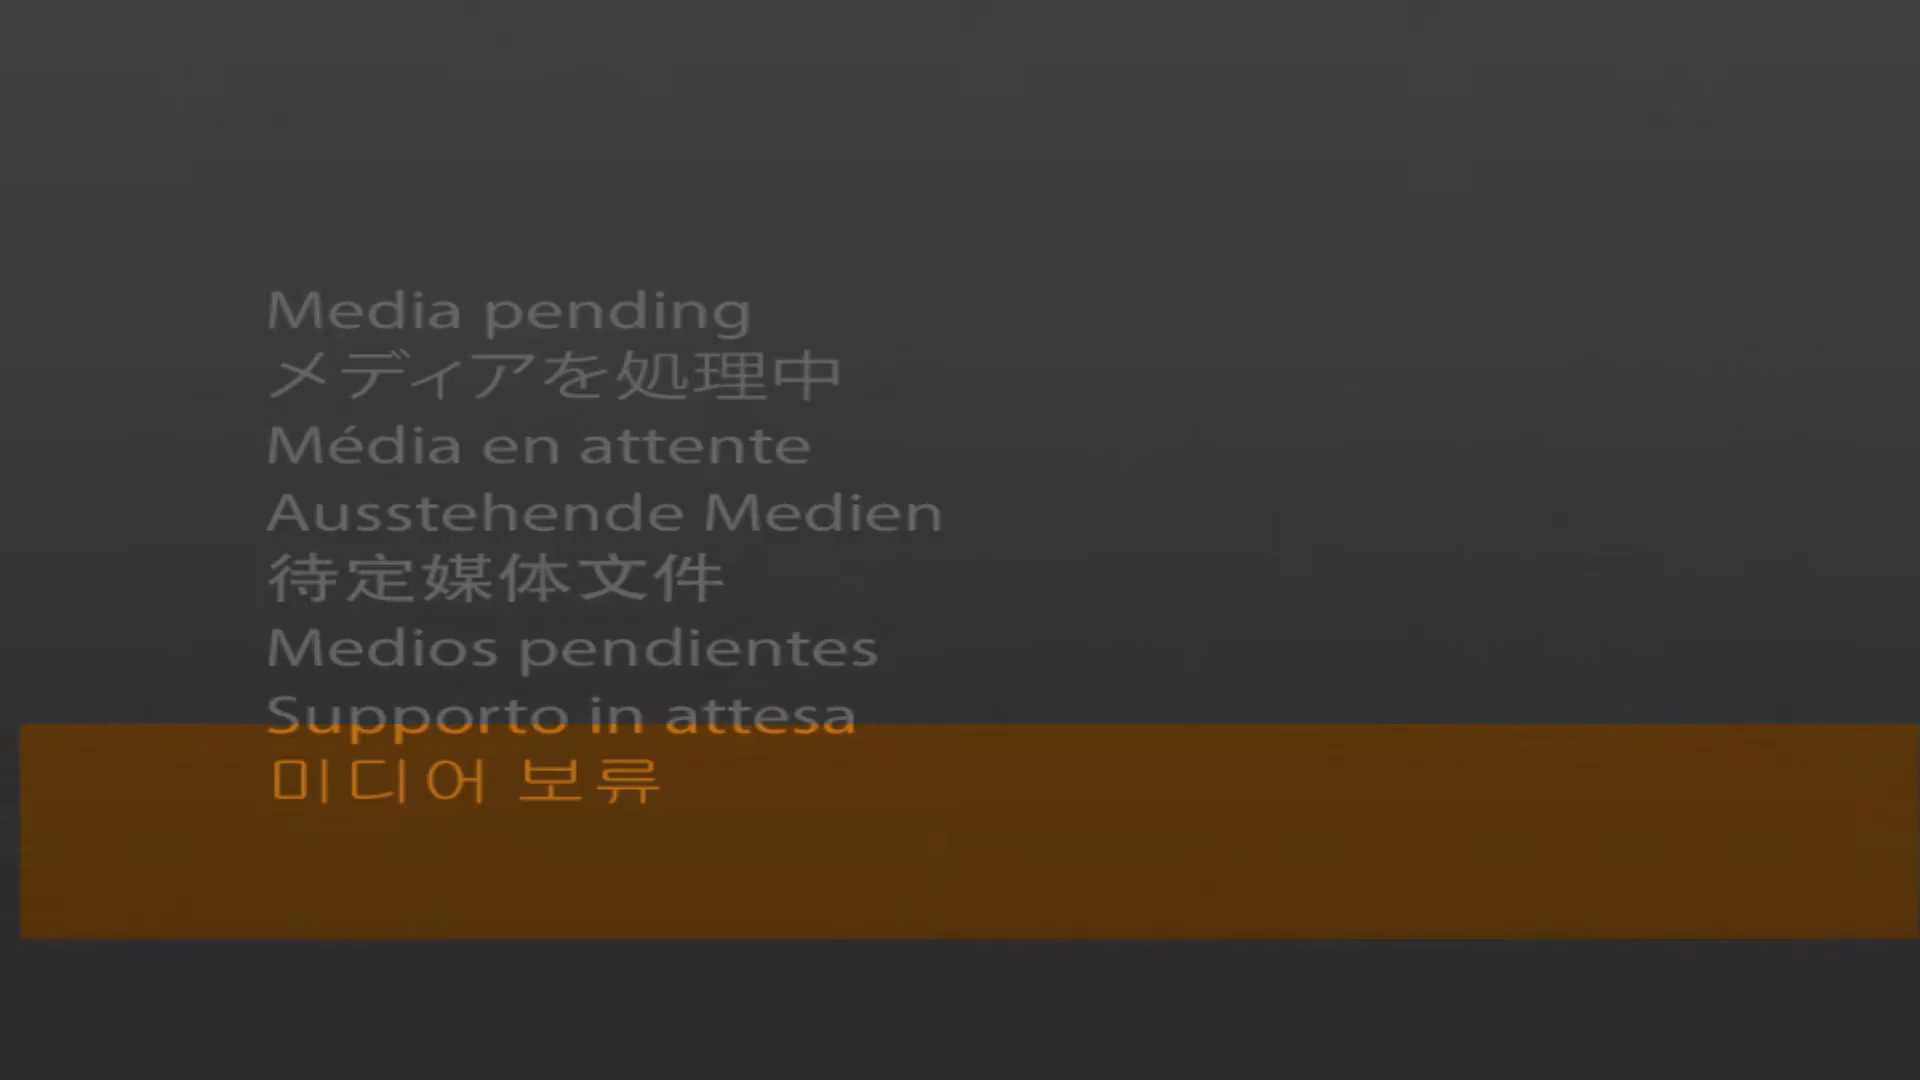 Media pending
メディアを処理中
Média en attente
Ausstehende Medien
待定媒体文件
Medios pendientes
Supporto in attesa
미디어 보류